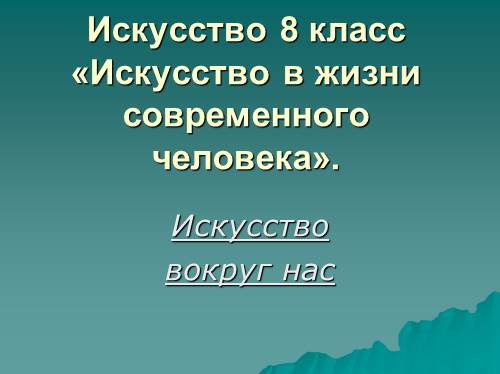 Искусство 8 класс
«Искусство в жизни
современного
человека».
Искусство
вокруг нас